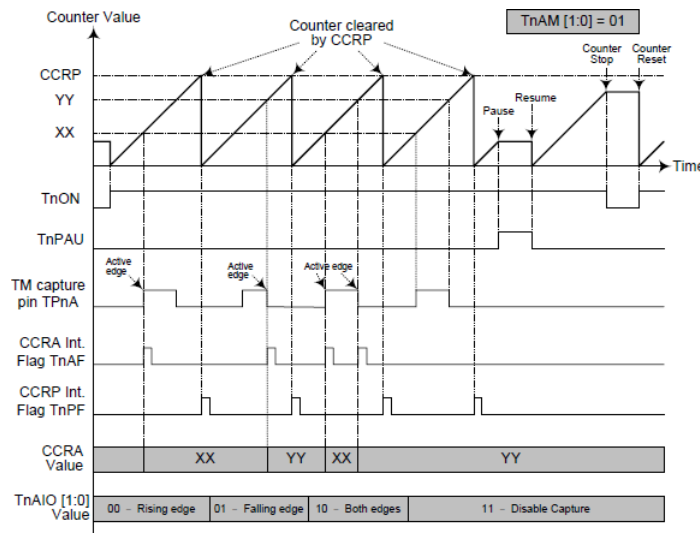 Counter Value
TnAM [1:0] = 01
Counter cleared
by CCRP
Counter
Stop
Counter
Reset
CCRP
YY
XX
Pause
Resume
Time
TnON
TnPAU
Active
edge
Active
edge
Active edge
TM capture
pin TPnA
CCRA Int.
Flag TnAF
CCRP Int.
Flag TnPF
CCRA
Value
XX
YY
XX
YY
TnAIO [1:0]
Value
00 – Rising edge
01 – Falling edge
10 – Both edges
11 – Disable Capture